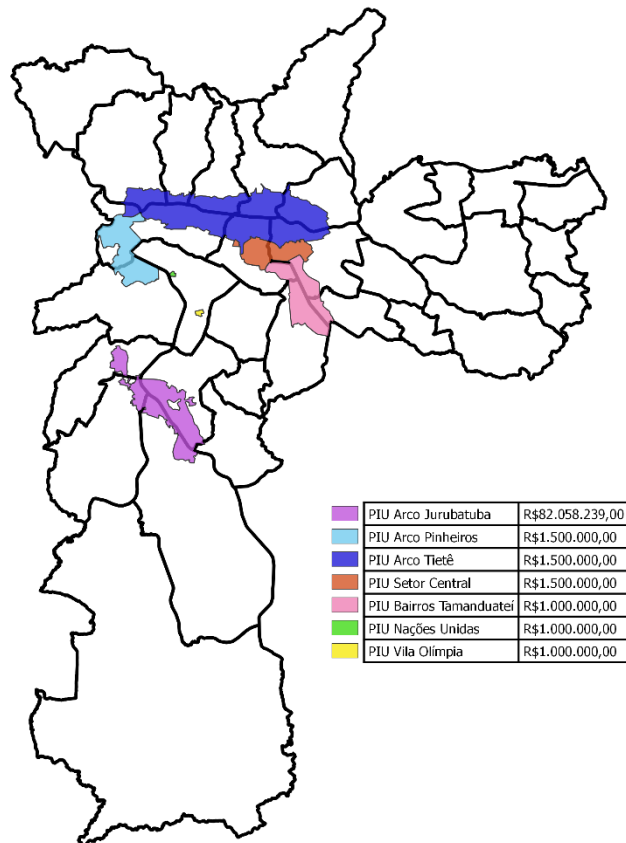 PIU Arco Jurubatuba R$82.058.239,00
PIU Arco Pinheiros R$1.500.000,00
PIU Arco Tietê R$1.500.000,00
PIU Setor Central R$1.500.000,00
PIU Bairros Tamanduateí R$1.000.000,00
PIU Nações Unidas R$1.000.000,00
PIU Vila Olímpia R$1.000.000,00